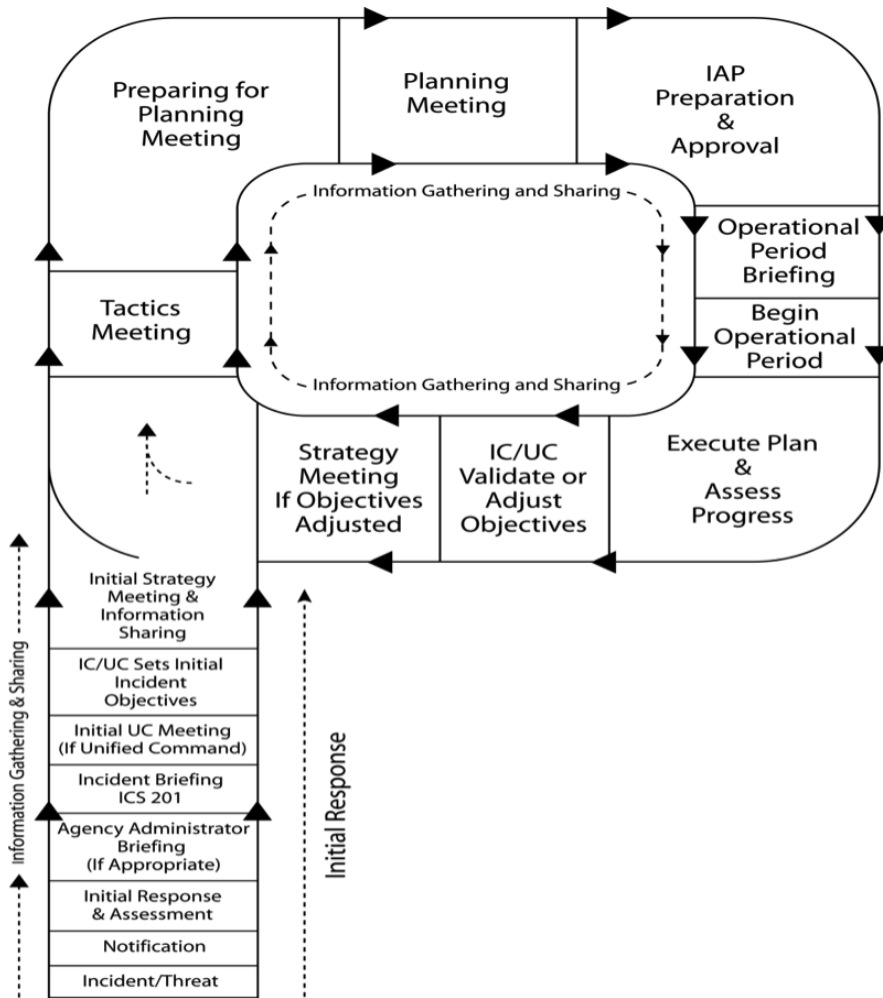 Preparing for
Planning
Meeting
Planning
Meeting
IAP
Preparation
&
Approval
Information Gathering and Sharing
Operational
Period
Briefing
Tactics
Meeting
Begin
Operational
Period
Information Gathering and Sharing
Strategy
Meeting
If Objectives
Adjusted
IC/UC
Validate or
Adjust
Objectives
Execute Plan
&
Assess
Progress
Initial Strategy
Meeting &
Information
Sharing
IC/UC Sets Initial
Incident
Objectives
Initial UC Meeting
(If Unified Command)
Incident Briefing
ICS 201
Agency Administrator
Briefing
(If Appropriate)
Initial Response
& Assessment
Notification
Incident/Threat
Information Gathering & Sharing
Initial Response